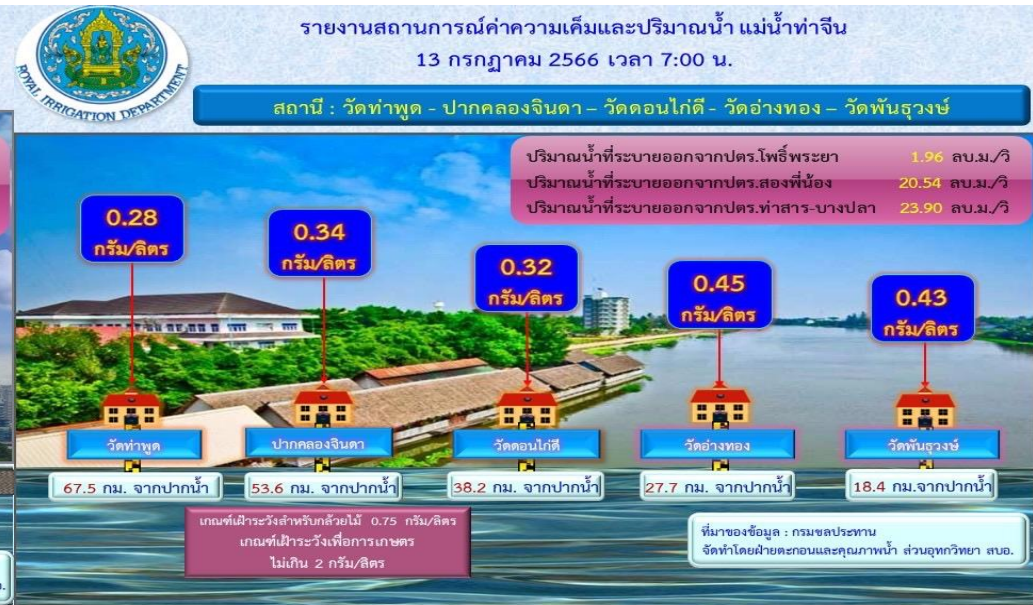 รายงานสถานการณ์ค่าความเค็มและปริมาณน้ำ แม่น้ำท่าจีน
13 กรกฏาคม 2566 เวลา 7:00 น.
ROYAL IRRIGATION DEPARTMENT
สถานี : วัดท่าพูด - ปากคลองจินดา – วัดดอนไก่ดี - วัดอ่างทอง – วัดพันธุวงษ์
ปริมาณน้ำที่ระบายออกจากปตร.โพธิ์พระยา 1.96 ลบ.ม./วิ
ปริมาณน้ำที่ระบายออกจากปตร.สองพี่น้อง 20.54 ลบ.ม./วิ
ปริมาณน้ำที่ระบายออกจากปตร.ท่าสาร-บางปลา 23.90 ลบ.ม./วิ
0.28
กรัม/ลิตร
0.34
กรัม/ลิตร
0.32
กรัม/ลิตร
0.45
กรัม/ลิตร
0.43
กรัม/ลิตร
วัดท่าพูด
ปากคลองจินดา
วัดดอนไก่ดี
วัดอ่างทอง
วัดพันธุวงษ์
67.5 กม. จากปากน้ำ
53.6 กม. จากปากน้ำ
38.2 กม. จากปากน้ำ
27.7 กม. จากปากน้ำ
18.4 กม.จากปากน้ำ
เกณฑ์เฝ้าระวังสำหรับกล้วยไม้ 0.75 กรัม/ลิตร
เกณฑ์เฝ้าระวังเพื่อการเกษตร
ไม่เกิน 2 กรัม/ลิตร
ที่มาของข้อมูล : กรมชลประทาน
จัดทำโดยฝ่ายตะกอนและคุณภาพน้ำ ส่วนอุทกวิทยา สบอ.